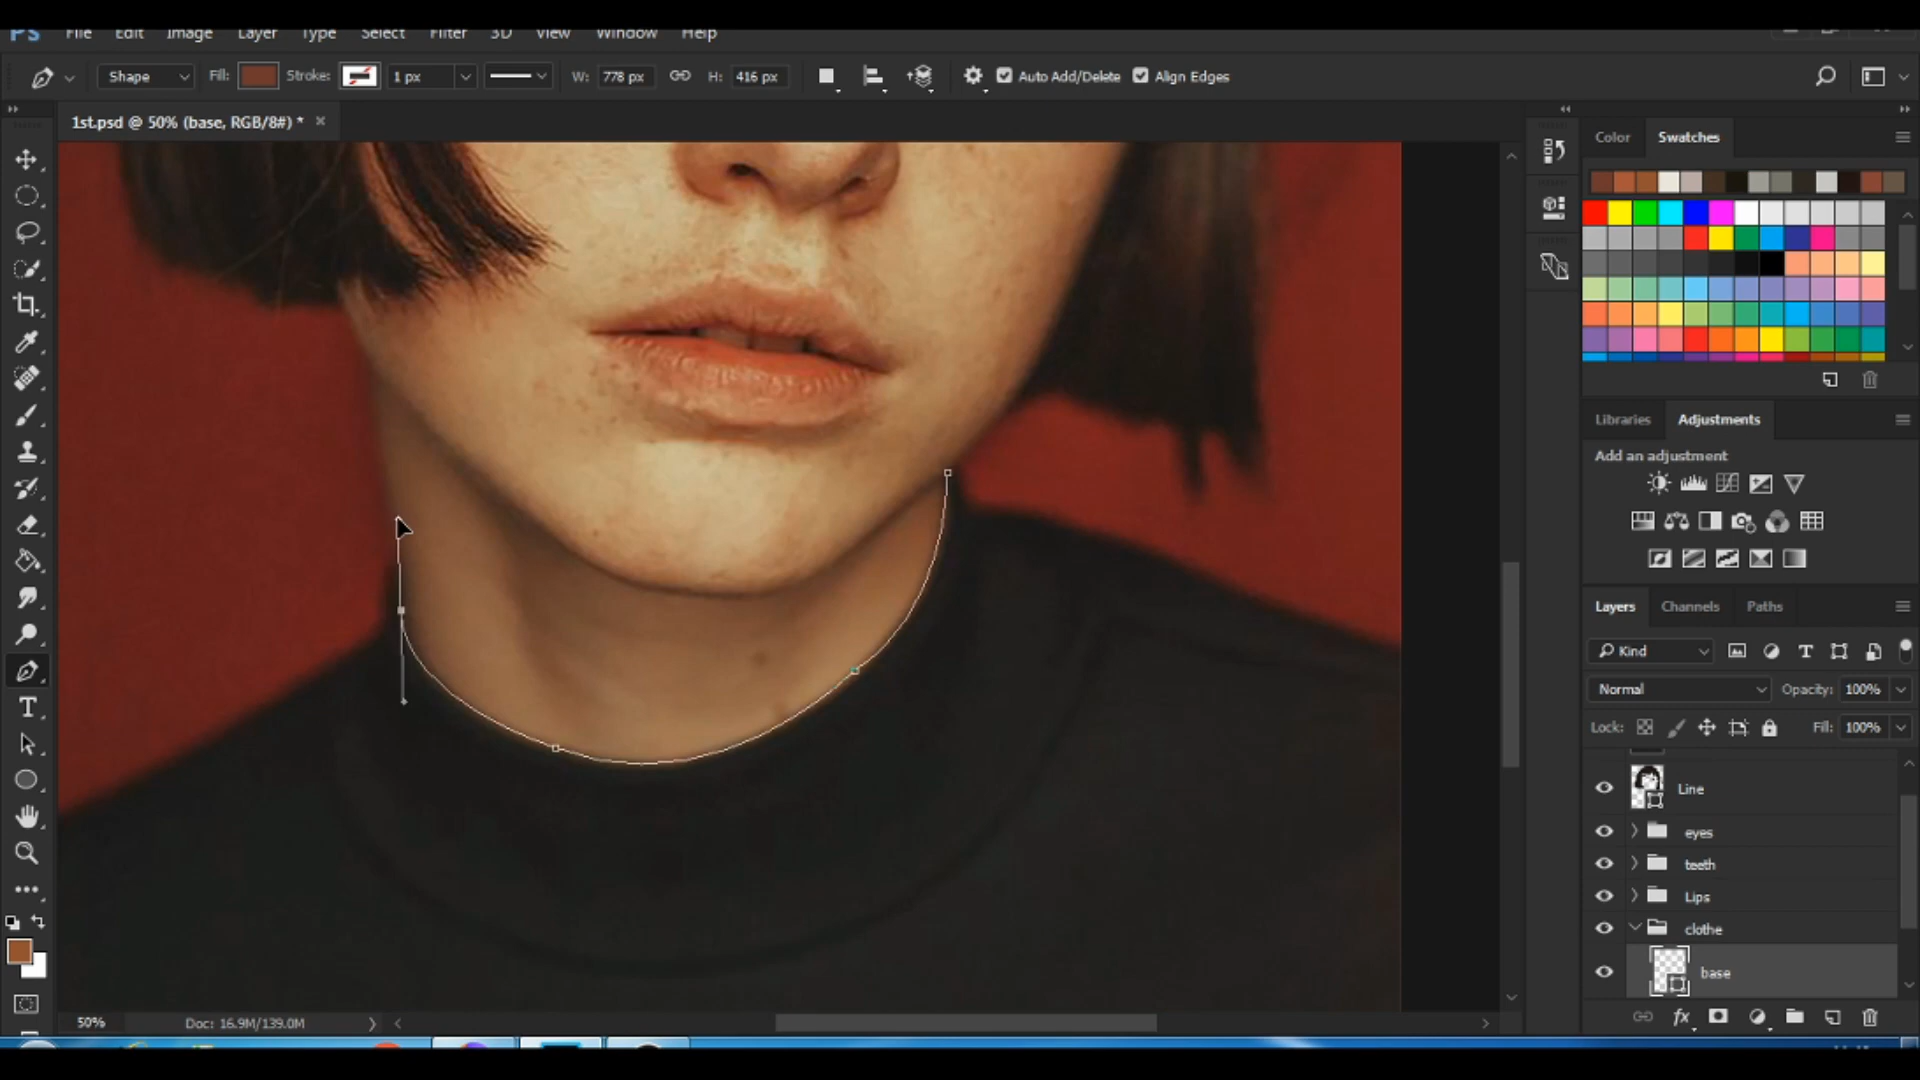 Ps File Edit Image Layer Type Select Filter 3D View Window Help
Shape Fill: Stroke: 1 px W: 778 px H: 416 px Auto Add/Delete Align Edges
1st.psd @ 50% (base, RGB/8#) * ×
Color Swatches
Libraries Adjustments
Add an adjustment
Layers Channels Paths
Kind
Normal Opacity: 100%
Lock: Fill: 100%
Line
eyes
teeth
Lips
clothe
base
fx
50% Doc: 16.9M/139.0M